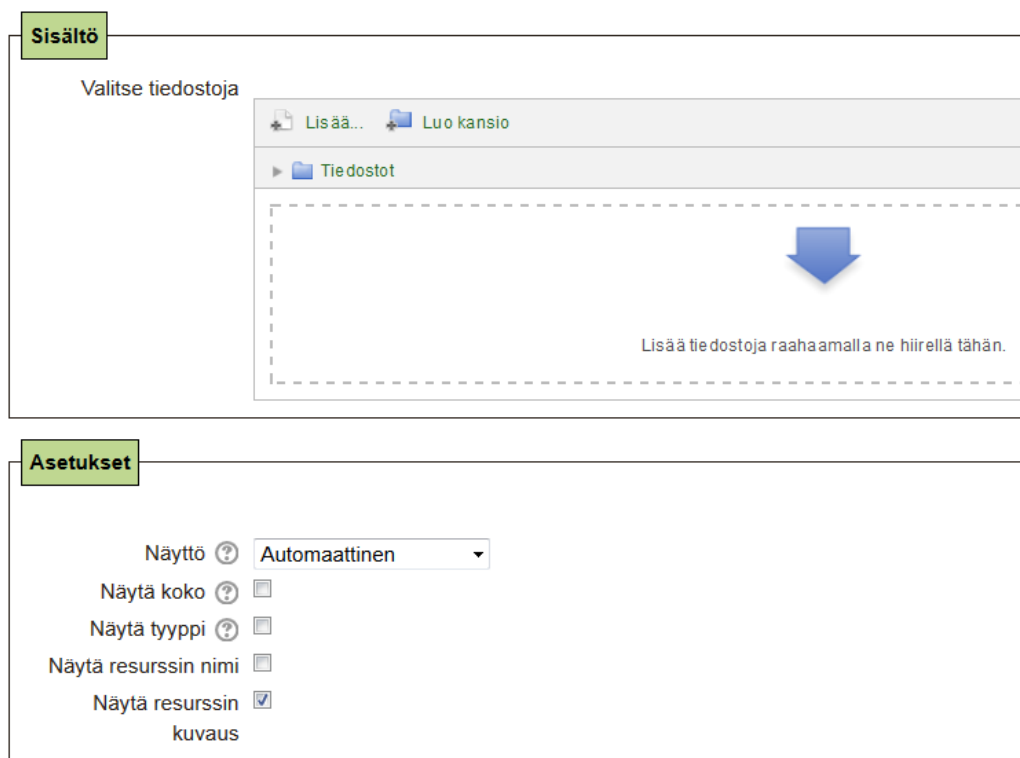 Sisältö
Valitse tiedostoja
Lisää... Luo kansio
Tiedostot
Lisää tiedostoja raahaamalla ne hiirellä tähän.
Asetukset
Näyttö Automaattinen
Näytä koko
Näytä tyyppi
Näytä resurssin nimi
Näytä resurssin
kuvaus